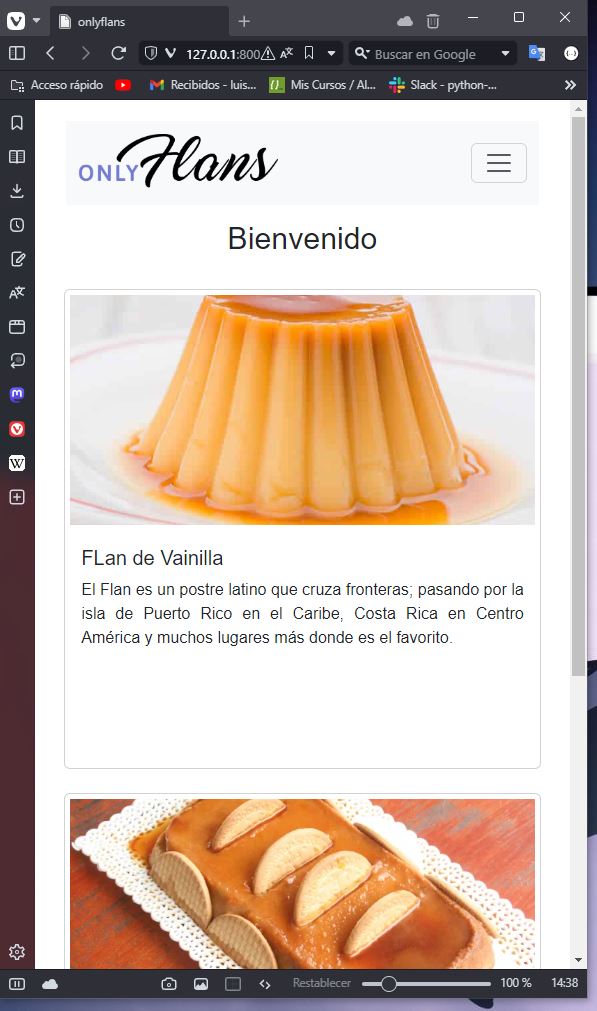 onlyflans
127.0.0.1:800
Buscar en Google
Acceso rápido
Recibidos - luis...
Mis Cursos / Al...
Slack - python-...
ONLYFlans
Bienvenido
FLan de Vainilla
El Flan es un postre latino que cruza fronteras; pasando por la
isla de Puerto Rico en el Caribe, Costa Rica en Centro
América y muchos lugares más donde es el favorito.
Restablecer
100 %
14:38